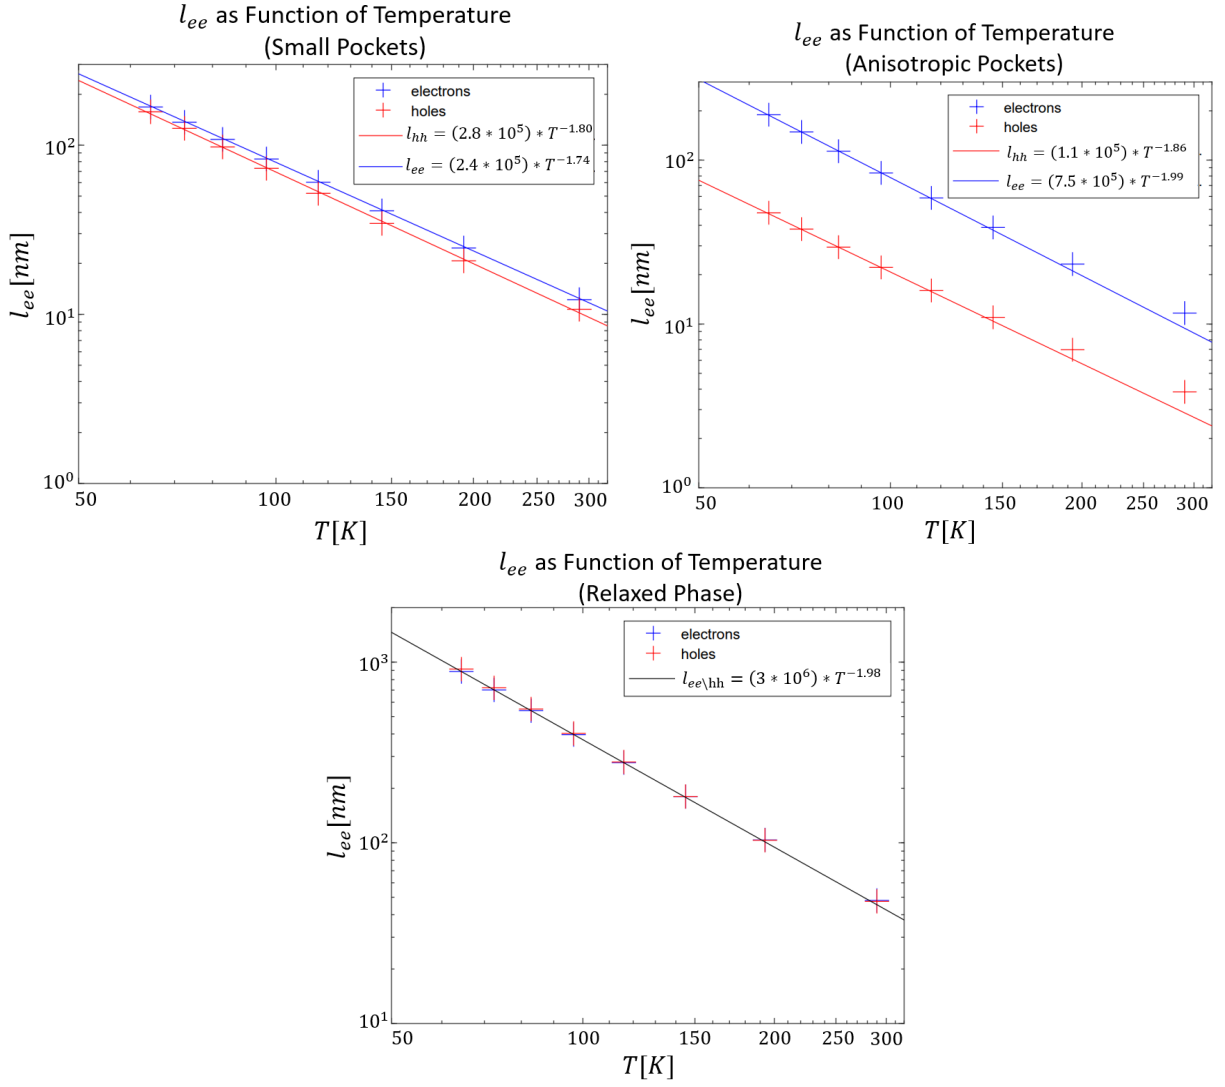 l_ee as Function of Temperature
(Small Pockets)
electrons
holes
l_hh = (2.8 * 10^5) * T^−1.80
l_ee = (2.4 * 10^5) * T^−1.74
l_ee[nm]
10^2
10^1
10^0
50 100 150 200 250 300
T[K]
l_ee as Function of Temperature
(Anisotropic Pockets)
electrons
holes
l_hh = (1.1 * 10^5) * T^−1.86
l_ee = (7.5 * 10^5) * T^−1.99
l_ee[nm]
10^2
10^1
10^0
50 100 150 200 250 300
T[K]
l_ee as Function of Temperature
(Relaxed Phase)
electrons
holes
l_ee\hh = (3 * 10^6) * T^−1.98
l_ee[nm]
10^3
10^2
10^1
50 100 150 200 250 300
T[K]